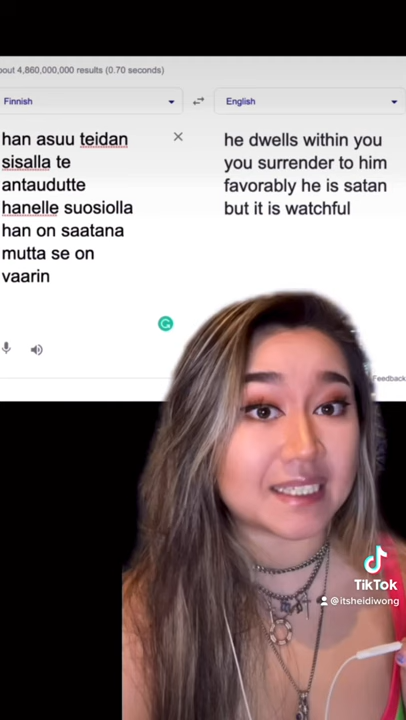 out 4,860,000,000 results (0.70 seconds)
Finnish
English
han asuu teidan
sisalla te
antaudutte
hanelle suosiolla
han on saatana
mutta se on
vaarin
he dwells within you
you surrender to him
favorably he is satan
but it is watchful
Feedback
TikTok
@itsheidiwong